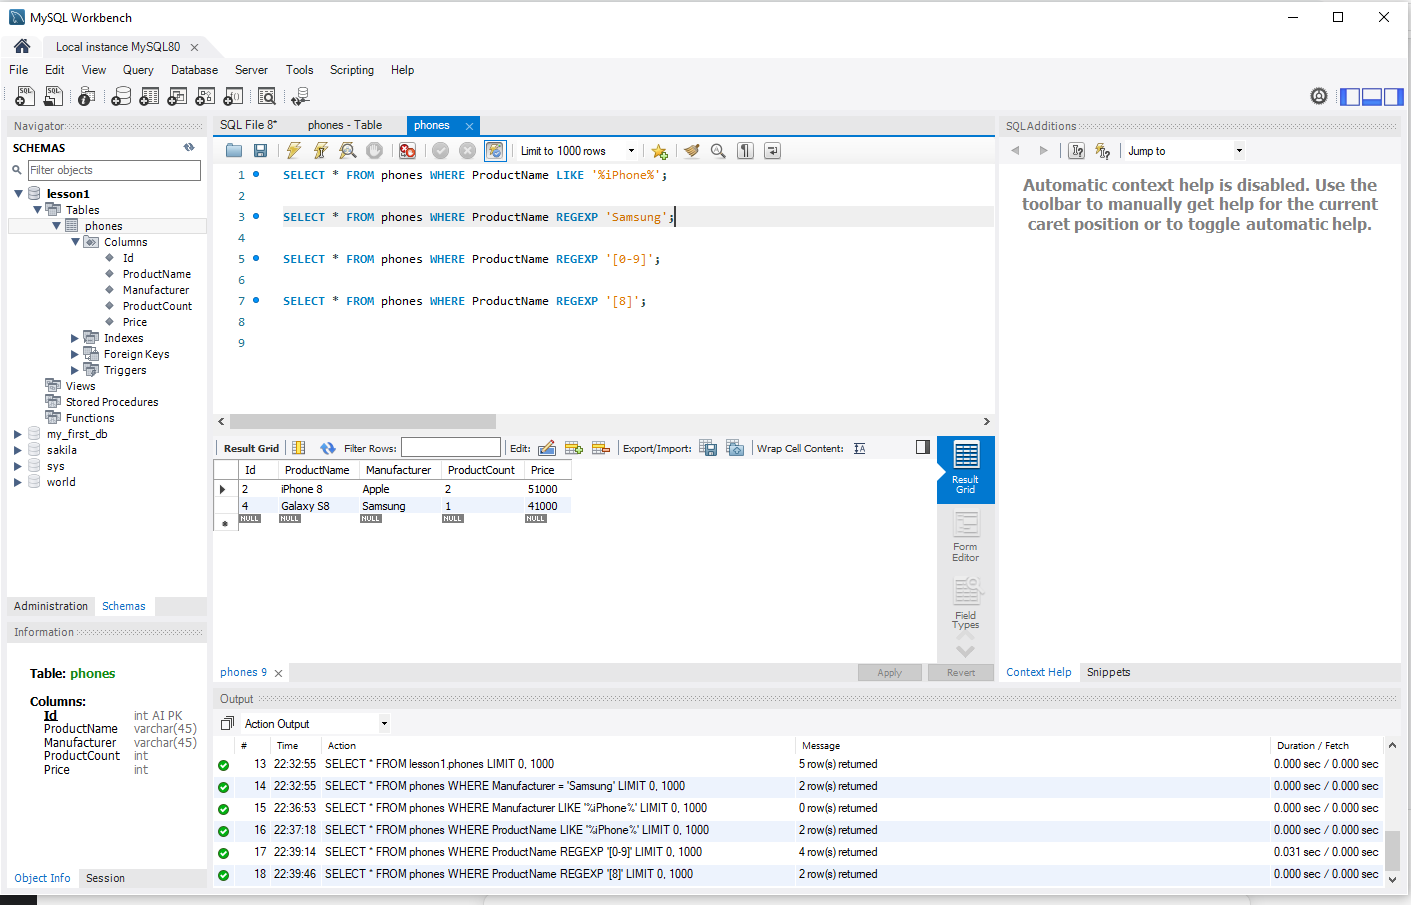 MySQL Workbench
Local instance MySQL80
File Edit View Query Database Server Tools Scripting Help
Navigator
SCHEMAS
Filter objects
lesson1
Tables
phones
Columns
Id
ProductName
Manufacturer
ProductCount
Price
Indexes
Foreign Keys
Triggers
Views
Stored Procedures
Functions
my_first_db
sakila
sys
world
Administration Schemas
Information
Table: phones
Columns:
Id int AI PK
ProductName varchar(45)
Manufacturer varchar(45)
ProductCount int
Price int
Object Info Session
SQL File 8* phones - Table phones
Limit to 1000 rows
1 SELECT * FROM phones WHERE ProductName LIKE '%iPhone%';
2
3 SELECT * FROM phones WHERE ProductName REGEXP 'Samsung';
4
5 SELECT * FROM phones WHERE ProductName REGEXP '[0-9]';
6
7 SELECT * FROM phones WHERE ProductName REGEXP '[8]';
8
9
Result Grid Filter Rows: Edit: Export/Import: Wrap Cell Content:
Id ProductName Manufacturer ProductCount Price
2 iPhone 8 Apple 2 51000
4 Galaxy S8 Samsung 1 41000
NULL NULL NULL NULL NULL
Result
Grid
Form
Editor
Field
Types
phones 9 Apply Revert
SQLAdditions
Jump to
Automatic context help is disabled. Use the
toolbar to manually get help for the current
caret position or to toggle automatic help.
Context Help Snippets
Output
Action Output
# Time Action Message Duration / Fetch
13 22:32:55 SELECT * FROM lesson1.phones LIMIT 0, 1000 5 row(s) returned 0.000 sec / 0.000 sec
14 22:32:55 SELECT * FROM phones WHERE Manufacturer = 'Samsung' LIMIT 0, 1000 2 row(s) returned 0.000 sec / 0.000 sec
15 22:36:53 SELECT * FROM phones WHERE Manufacturer LIKE '%iPhone%' LIMIT 0, 1000 0 row(s) returned 0.000 sec / 0.000 sec
16 22:37:18 SELECT * FROM phones WHERE ProductName LIKE '%iPhone%' LIMIT 0, 1000 2 row(s) returned 0.000 sec / 0.000 sec
17 22:39:14 SELECT * FROM phones WHERE ProductName REGEXP '[0-9]' LIMIT 0, 1000 4 row(s) returned 0.031 sec / 0.000 sec
18 22:39:46 SELECT * FROM phones WHERE ProductName REGEXP '[8]' LIMIT 0, 1000 2 row(s) returned 0.000 sec / 0.000 sec